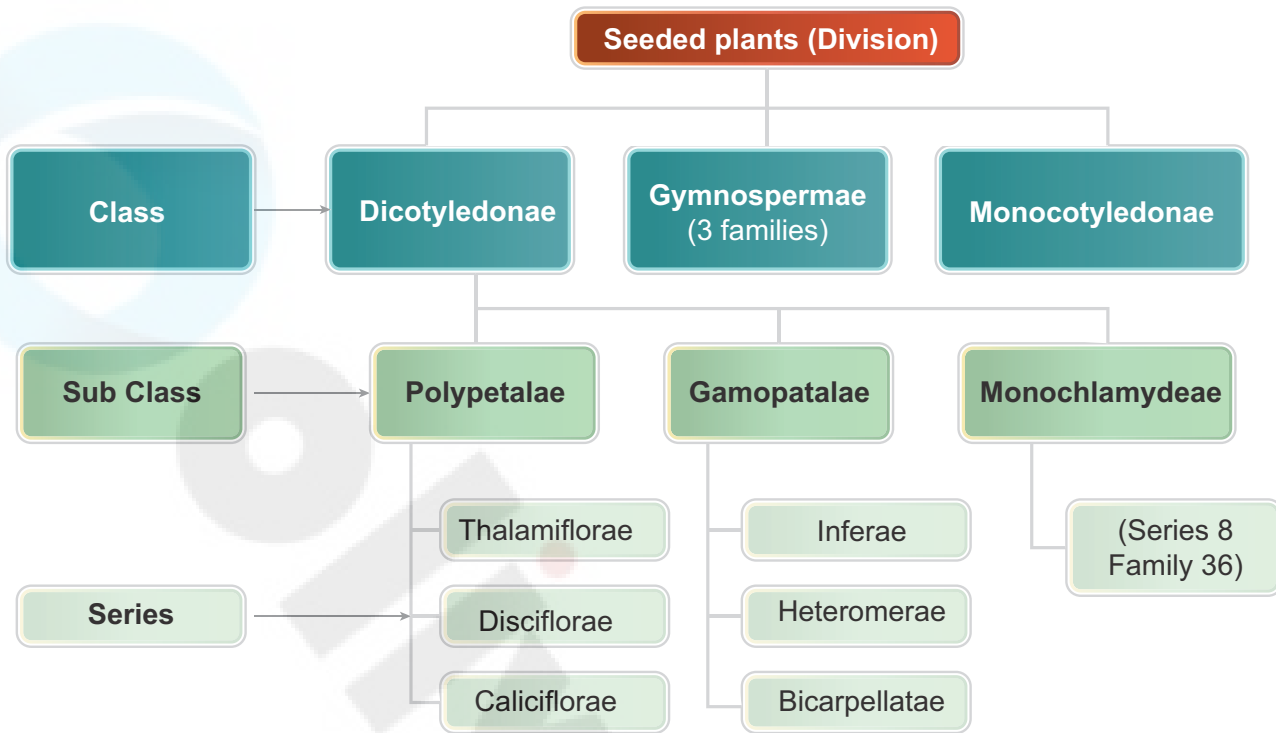 Seeded plants (Division)
Class
Dicotyledonae
Gymnospermae
(3 families)
Monocotyledonae
Sub Class
Polypetalae
Gamopatalae
Monochlamydeae
Thalamiflorae
Inferae
(Series 8
Family 36)
Series
Disciflorae
Heteromerae
Caliciflorae
Bicarpellatae